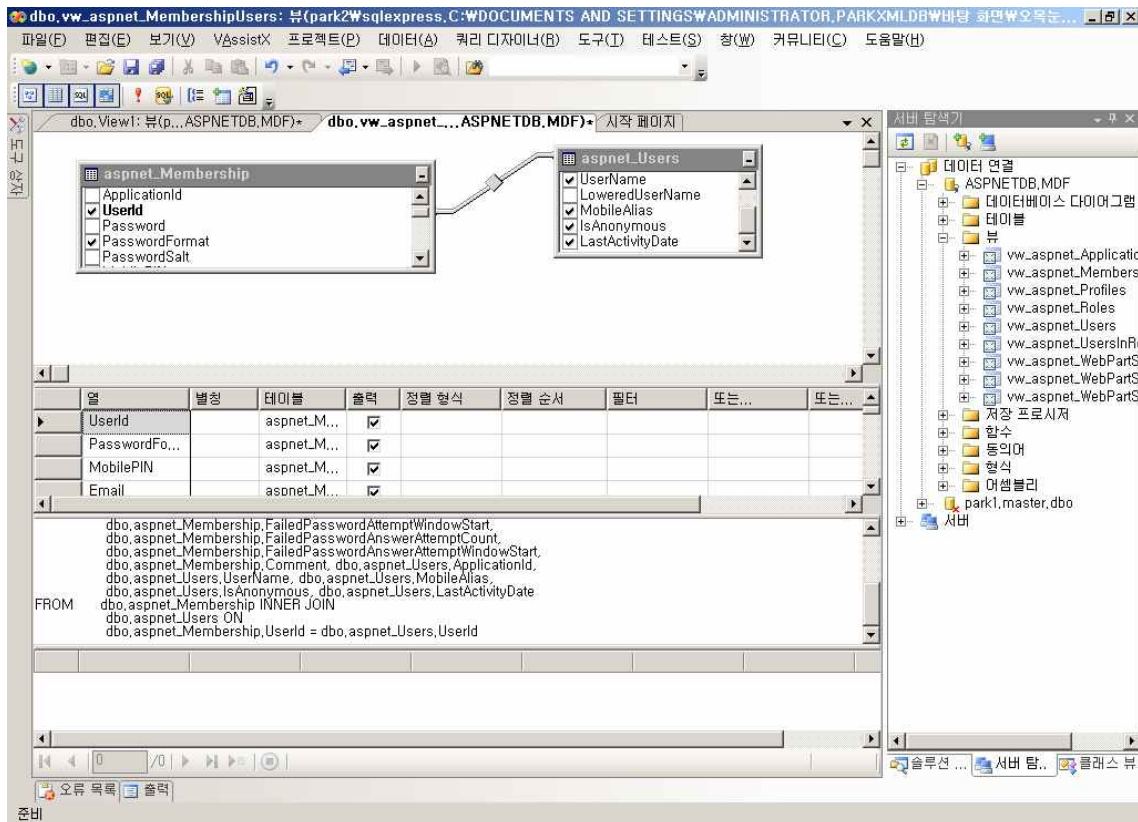 dbo.vw_aspnet_MembershipUsers: 뷰(park2₩sqlexpress.C:₩DOCUMENTS AND SETTINGS₩ADMINISTRATOR.PARKXMLDB₩바탕 화면₩오목눈...
파일(F) 편집(E) 보기(V) VAssistX 프로젝트(P) 데이터(A) 쿼리 디자이너(R) 도구(T) 테스트(S) 창(W) 커뮤니티(C) 도움말(H)
SQL
도구 상자
dbo.View1: 뷰(p...ASPNETDB.MDF)* dbo.vw_aspnet_...ASPNETDB.MDF)* 시작 페이지
aspnet_Membership
ApplicationId
UserId
Password
PasswordFormat
PasswordSalt
aspnet_Users
UserName
LoweredUserName
MobileAlias
IsAnonymous
LastActivityDate
열 별칭 테이블 출력 정렬 형식 정렬 순서 필터 또는... 또는...
UserId aspnet_M...
PasswordFo... aspnet_M...
MobilePIN aspnet_M...
Email aspnet_M...
dbo.aspnet_Membership.FailedPasswordAttemptWindowStart,
dbo.aspnet_Membership.FailedPasswordAnswerAttemptCount,
dbo.aspnet_Membership.FailedPasswordAnswerAttemptWindowStart,
dbo.aspnet_Membership.Comment, dbo.aspnet_Users.ApplicationId,
dbo.aspnet_Users.UserName, dbo.aspnet_Users.MobileAlias,
dbo.aspnet_Users.IsAnonymous, dbo.aspnet_Users.LastActivityDate
FROM dbo.aspnet_Membership INNER JOIN
dbo.aspnet_Users ON
dbo.aspnet_Membership.UserId = dbo.aspnet_Users.UserId
0 /0
오류 목록 출력
준비
서버 탐색기
데이터 연결
ASPNETDB.MDF
데이터베이스 다이어그램
테이블
뷰
vw_aspnet_Applicatio
vw_aspnet_Members
vw_aspnet_Profiles
vw_aspnet_Roles
vw_aspnet_Users
vw_aspnet_UsersInRo
vw_aspnet_WebPartS
vw_aspnet_WebPartS
vw_aspnet_WebPartS
저장 프로시저
함수
동의어
형식
어셈블리
park1.master.dbo
서버
솔루션 ... 서버 탐.. 클래스 뷰